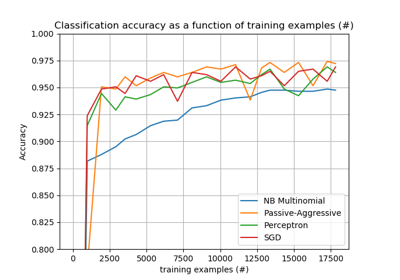 Classification accuracy as a function of training examples (#)
1.000
0.975
0.950
0.925
0.900
0.875
0.850
0.825
0.800
Accuracy
NB Multinomial
Passive-Aggressive
Perceptron
SGD
0 2500 5000 7500 10000 12500 15000 17500
training examples (#)